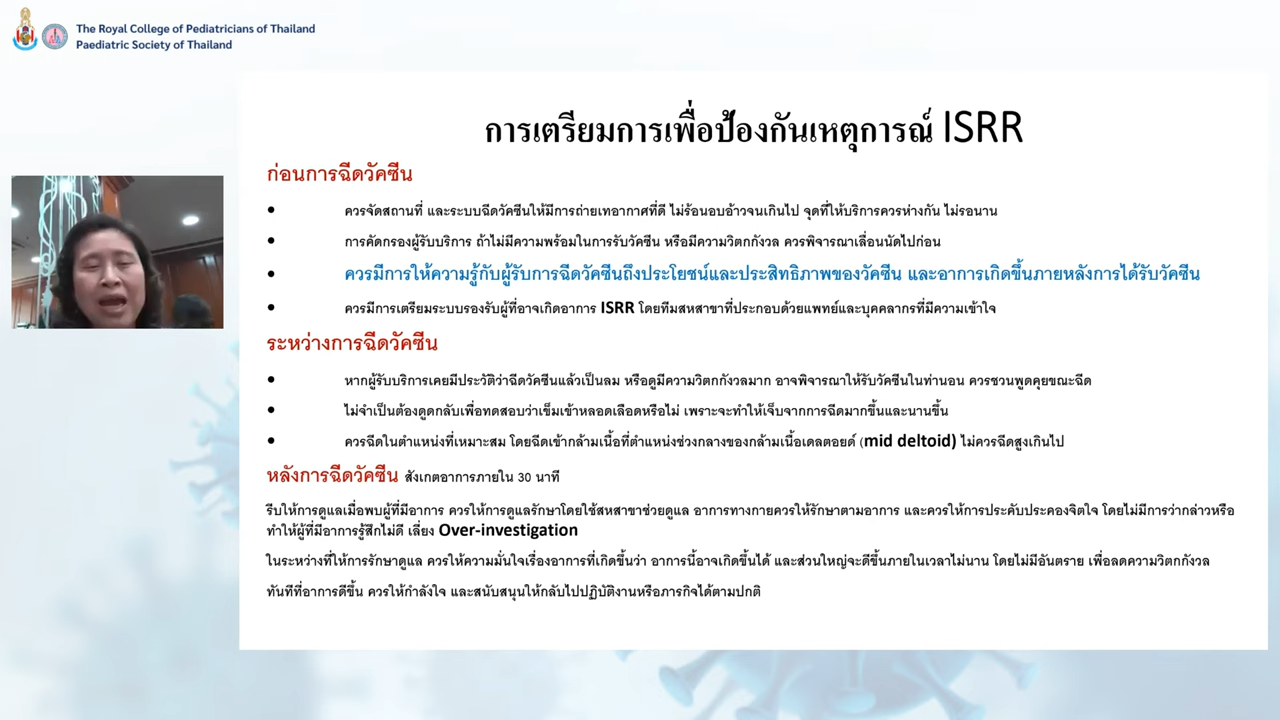 The Royal College of Pediatricians of Thailand
Paediatric Society of Thailand
การเตรียมการเพื่อป้องกันเหตุการณ์ ISRR
ก่อนการฉีดวัคซีน
• ควรจัดสถานที่ และระบบฉีดวัคซีนให้มีการถ่ายเทอากาศที่ดี ไม่ร้อนอบอ้าวจนเกินไป จุดที่ให้บริการควรห่างกัน ไม่รอนาน
• การคัดกรองผู้รับบริการ ถ้าไม่มีความพร้อมในการรับวัคซีน หรือมีความวิตกกังวล ควรพิจารณาเลื่อนนัดไปก่อน
• ควรมีการให้ความรู้กับผู้รับการฉีดวัคซีนถึงประโยชน์และประสิทธิภาพของวัคซีน และอาการเกิดขึ้นภายหลังการได้รับวัคซีน
• ควรมีการเตรียมระบบรองรับผู้ที่อาจเกิดอาการ ISRR โดยทีมสหสาขาที่ประกอบด้วยแพทย์และบุคคลากรที่มีความเข้าใจ
ระหว่างการฉีดวัคซีน
• หากผู้รับบริการเคยมีประวัติว่าฉีดวัคซีนแล้วเป็นลม หรือดูมีความวิตกกังวลมาก อาจพิจารณาให้รับวัคซีนในท่านอน ควรชวนพูดคุยขณะฉีด
• ไม่จำเป็นต้องดูดกลับเพื่อทดสอบว่าเข็มเข้าหลอดเลือดหรือไม่ เพราะจะทำให้เจ็บจากการฉีดมากขึ้นและนานขึ้น
• ควรฉีดในตำแหน่งที่เหมาะสม โดยฉีดเข้ากล้ามเนื้อที่ตำแหน่งช่วงกลางของกล้ามเนื้อเดลตอยด์ (mid deltoid) ไม่ควรฉีดสูงเกินไป
หลังการฉีดวัคซีน สังเกตอาการภายใน 30 นาที
รีบให้การดูแลเมื่อพบผู้ที่มีอาการ ควรให้การดูแลรักษาโดยใช้สหสาขาช่วยดูแล อาการทางกายควรให้รักษาตามอาการ และควรให้การประคับประคองจิตใจ โดยไม่มีการว่ากล่าวหรือ
ทำให้ผู้ที่มีอาการรู้สึกไม่ดี เลี่ยง Over-investigation
ในระหว่างที่ให้การรักษาดูแล ควรให้ความมั่นใจเรื่องอาการที่เกิดขึ้นว่า อาการนี้อาจเกิดขึ้นได้ และส่วนใหญ่จะดีขึ้นภายในเวลาไม่นาน โดยไม่มีอันตราย เพื่อลดความวิตกกังวล
ทันทีที่อาการดีขึ้น ควรให้กำลังใจ และสนับสนุนให้กลับไปปฏิบัติงานหรือภารกิจได้ตามปกติ